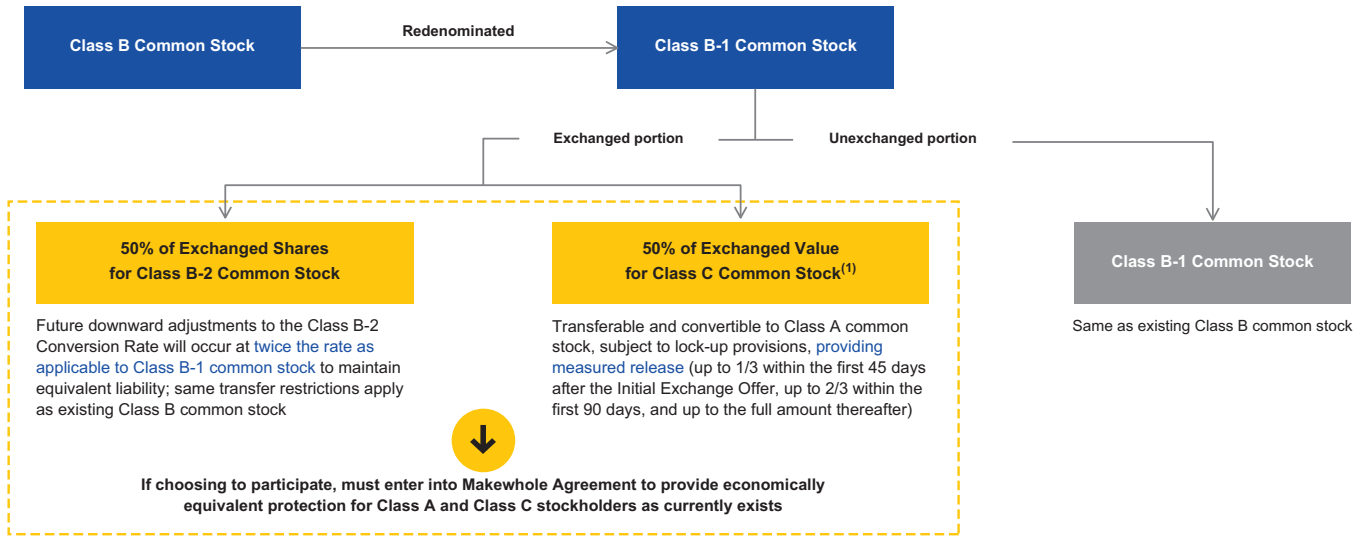 Class B Common Stock
Redenominated
Class B-1 Common Stock
Exchanged portion
Unexchanged portion
50% of Exchanged Shares
for Class B-2 Common Stock
Future downward adjustments to the Class B-2
Conversion Rate will occur at twice the rate as
applicable to Class B-1 common stock to maintain
equivalent liability; same transfer restrictions apply
as existing Class B common stock
50% of Exchanged Value
for Class C Common Stock(1)
Transferable and convertible to Class A common
stock, subject to lock-up provisions, providing
measured release (up to 1/3 within the first 45 days
after the Initial Exchange Offer, up to 2/3 within the
first 90 days, and up to the full amount thereafter)
Class B-1 Common Stock
Same as existing Class B common stock
If choosing to participate, must enter into Makewhole Agreement to provide economically
equivalent protection for Class A and Class C stockholders as currently exists